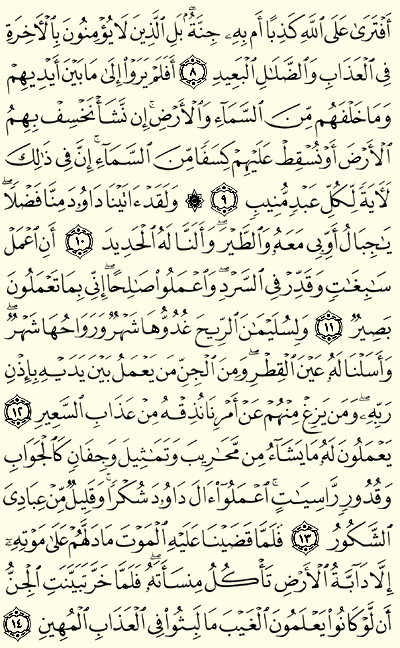 أَفْتَرَىٰ عَلَى ٱللَّهِ كَذِبًا أَم بِهِۦ جِنَّةٌۢ ۗ بَلِ ٱلَّذِينَ لَا يُؤْمِنُونَ بِٱلْأَخِرَةِ
فِى ٱلْعَذَابِ وَٱلضَّلَٰلِ ٱلْبَعِيدِ ٨ أَفَلَمْ يَرَوْا۟ إِلَىٰ مَا بَيْنَ أَيْدِيهِمْ
وَمَا خَلْفَهُم مِّنَ ٱلسَّمَآءِ وَٱلْأَرْضِ ۚ إِن نَّشَأْ نَخْسِفْ بِهِمُ
ٱلْأَرْضَ أَوْ نُسْقِطْ عَلَيْهِمْ كِسَفًا مِّنَ ٱلسَّمَآءِ ۚ إِنَّ فِى ذَٰلِكَ
لَأَيَةً لِّكُلِّ عَبْدٍ مُّنِيبٍ ٩ ۞ وَلَقَدْ ءَاتَيْنَا دَاوُۥدَ مِنَّا فَضْلًا ۖ
يَٰجِبَالُ أَوِّبِى مَعَهُۥ وَٱلطَّيْرَ ۖ وَأَلَنَّا لَهُ ٱلْحَدِيدَ ١٠ أَنِ ٱعْمَلْ
سَٰبِغَٰتٍ وَقَدِّرْ فِى ٱلسَّرْدِ ۖ وَٱعْمَلُوا۟ صَٰلِحًا ۖ إِنِّى بِمَا تَعْمَلُونَ
بَصِيرٌ ١١ وَلِسُلَيْمَٰنَ ٱلرِّيحَ غُدُوُّهَا شَهْرٌ وَرَوَاحُهَا شَهْرٌ ۖ
وَأَسَلْنَا لَهُۥ عَيْنَ ٱلْقِطْرِ ۖ وَمِنَ ٱلْجِنِّ مَن يَعْمَلُ بَيْنَ يَدَيْهِ بِإِذْنِ
رَبِّهِۦ ۖ وَمَن يَزِغْ مِنْهُمْ عَنْ أَمْرِنَا نُذِقْهُ مِنْ عَذَابِ ٱلسَّعِيرِ ١٢
يَعْمَلُونَ لَهُۥ مَا يَشَآءُ مِن مَّحَٰرِيبَ وَتَمَٰثِيلَ وَجِفَانٍ كَٱلْجَوَابِ
وَقُدُورٍ رَّاسِيَٰتٍ ۚ ٱعْمَلُوٓا۟ ءَالَ دَاوُۥدَ شُكْرًا ۚ وَقَلِيلٌ مِّنْ عِبَادِىَ
ٱلشَّكُورُ ١٣ فَلَمَّا قَضَيْنَا عَلَيْهِ ٱلْمَوْتَ مَا دَلَّهُمْ عَلَىٰ مَوْتِهِۦٓ
إِلَّا دَآبَّةُ ٱلْأَرْضِ تَأْكُلُ مِنسَأَتَهُۥ ۖ فَلَمَّا خَرَّ تَبَيَّنَتِ ٱلْجِنُّ
أَن لَّوْ كَانُوا۟ يَعْلَمُونَ ٱلْغَيْبَ مَا لَبِثُوا۟ فِى ٱلْعَذَابِ ٱلْمُهِينِ ١٤